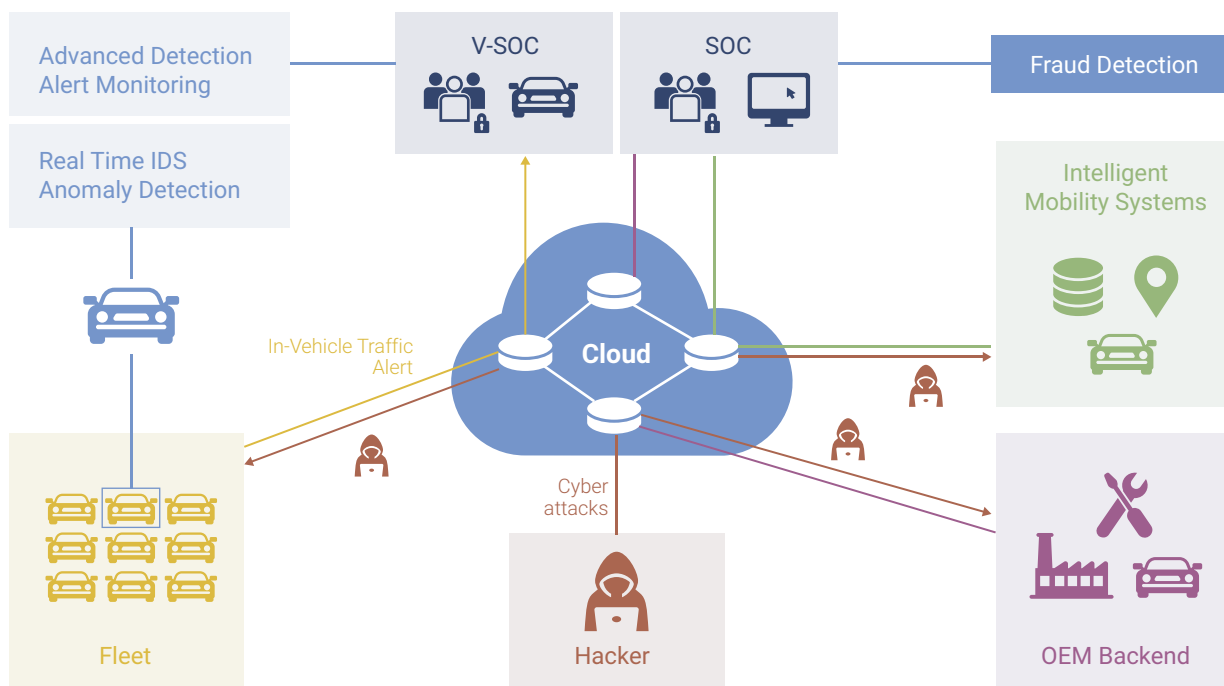 Advanced Detection
Alert Monitoring
V-SOC
SOC
Fraud Detection
Real Time IDS
Anomaly Detection
Intelligent
Mobility Systems
In-Vehicle Traffic
Alert
Cloud
Cyber
attacks
Fleet
Hacker
OEM Backend